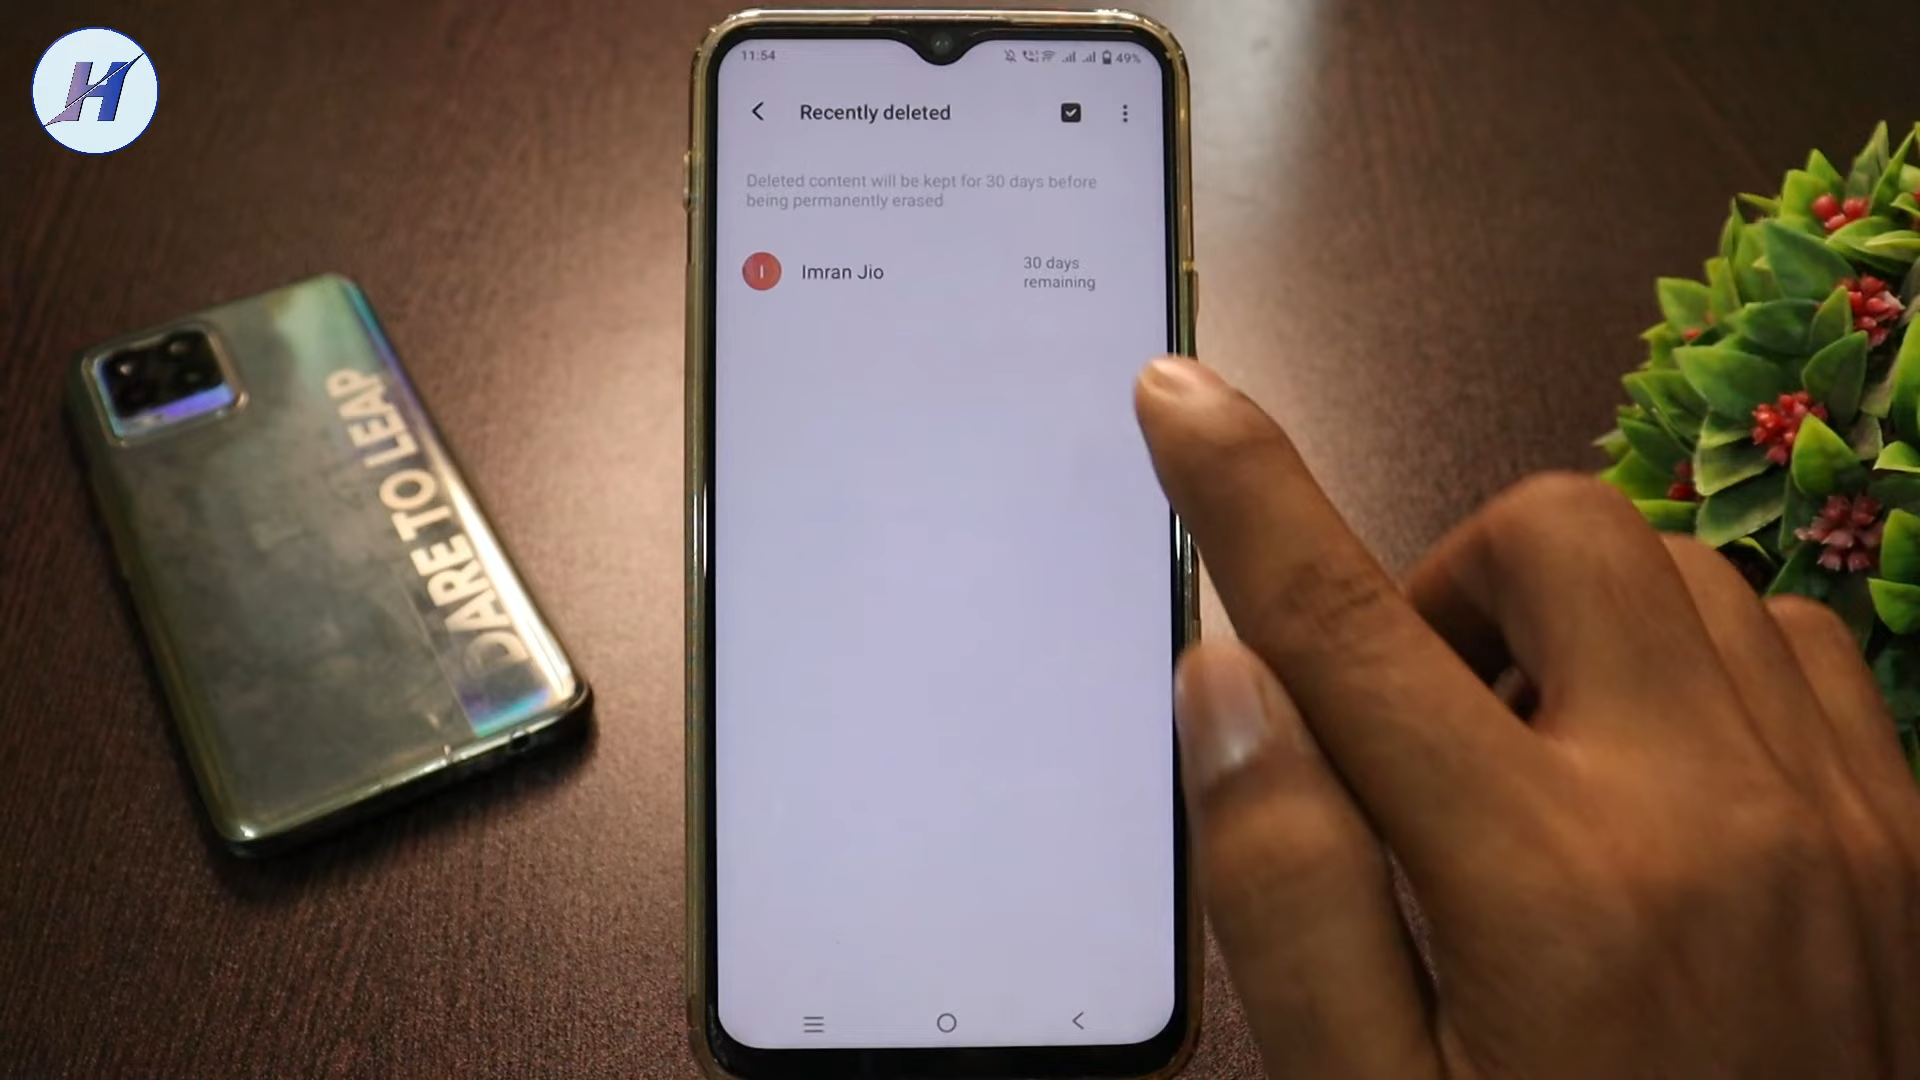 H
11:54
49%
Recently deleted
Deleted content will be kept for 30 days before
being permanently erased
I
Imran Jio
30 days
remaining
DARE TO LEAP